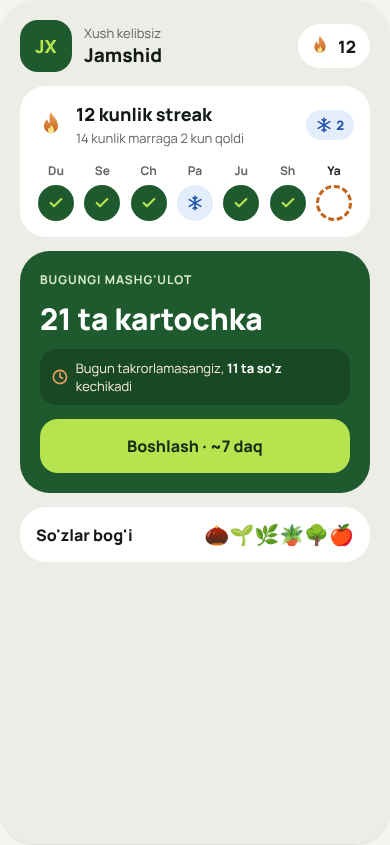 JX
Xush kelibsiz
Jamshid
12
12 kunlik streak
14 kunlik marraga 2 kun qoldi
2
Du Se Ch Pa Ju Sh Ya
BUGUNGI MASHG'ULOT
21 ta kartochka
Bugun takrorlamasangiz, 11 ta so'z
kechikadi
Boshlash · ~7 daq
So'zlar bog'i